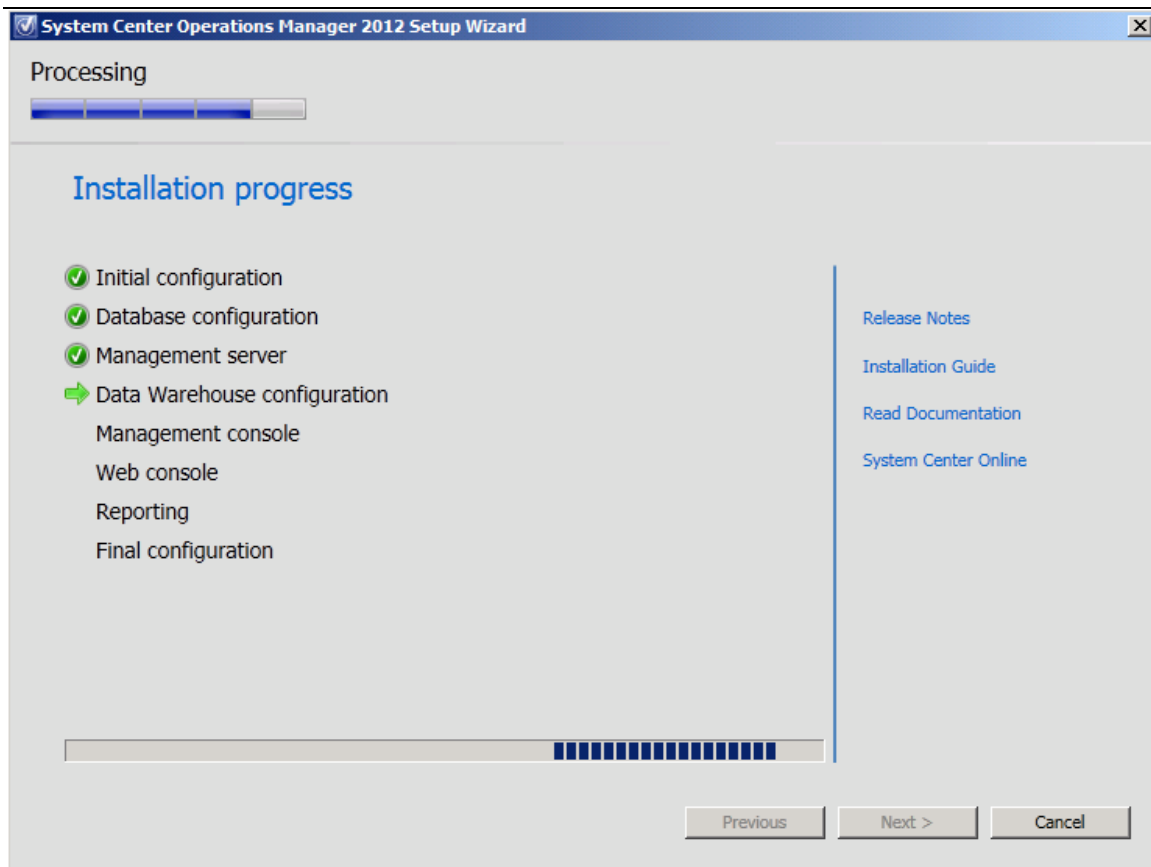 System Center Operations Manager 2012 Setup Wizard
Processing
Installation progress
Initial configuration
Database configuration
Management server
Data Warehouse configuration
Management console
Web console
Reporting
Final configuration
Release Notes
Installation Guide
Read Documentation
System Center Online
Previous
Next >
Cancel